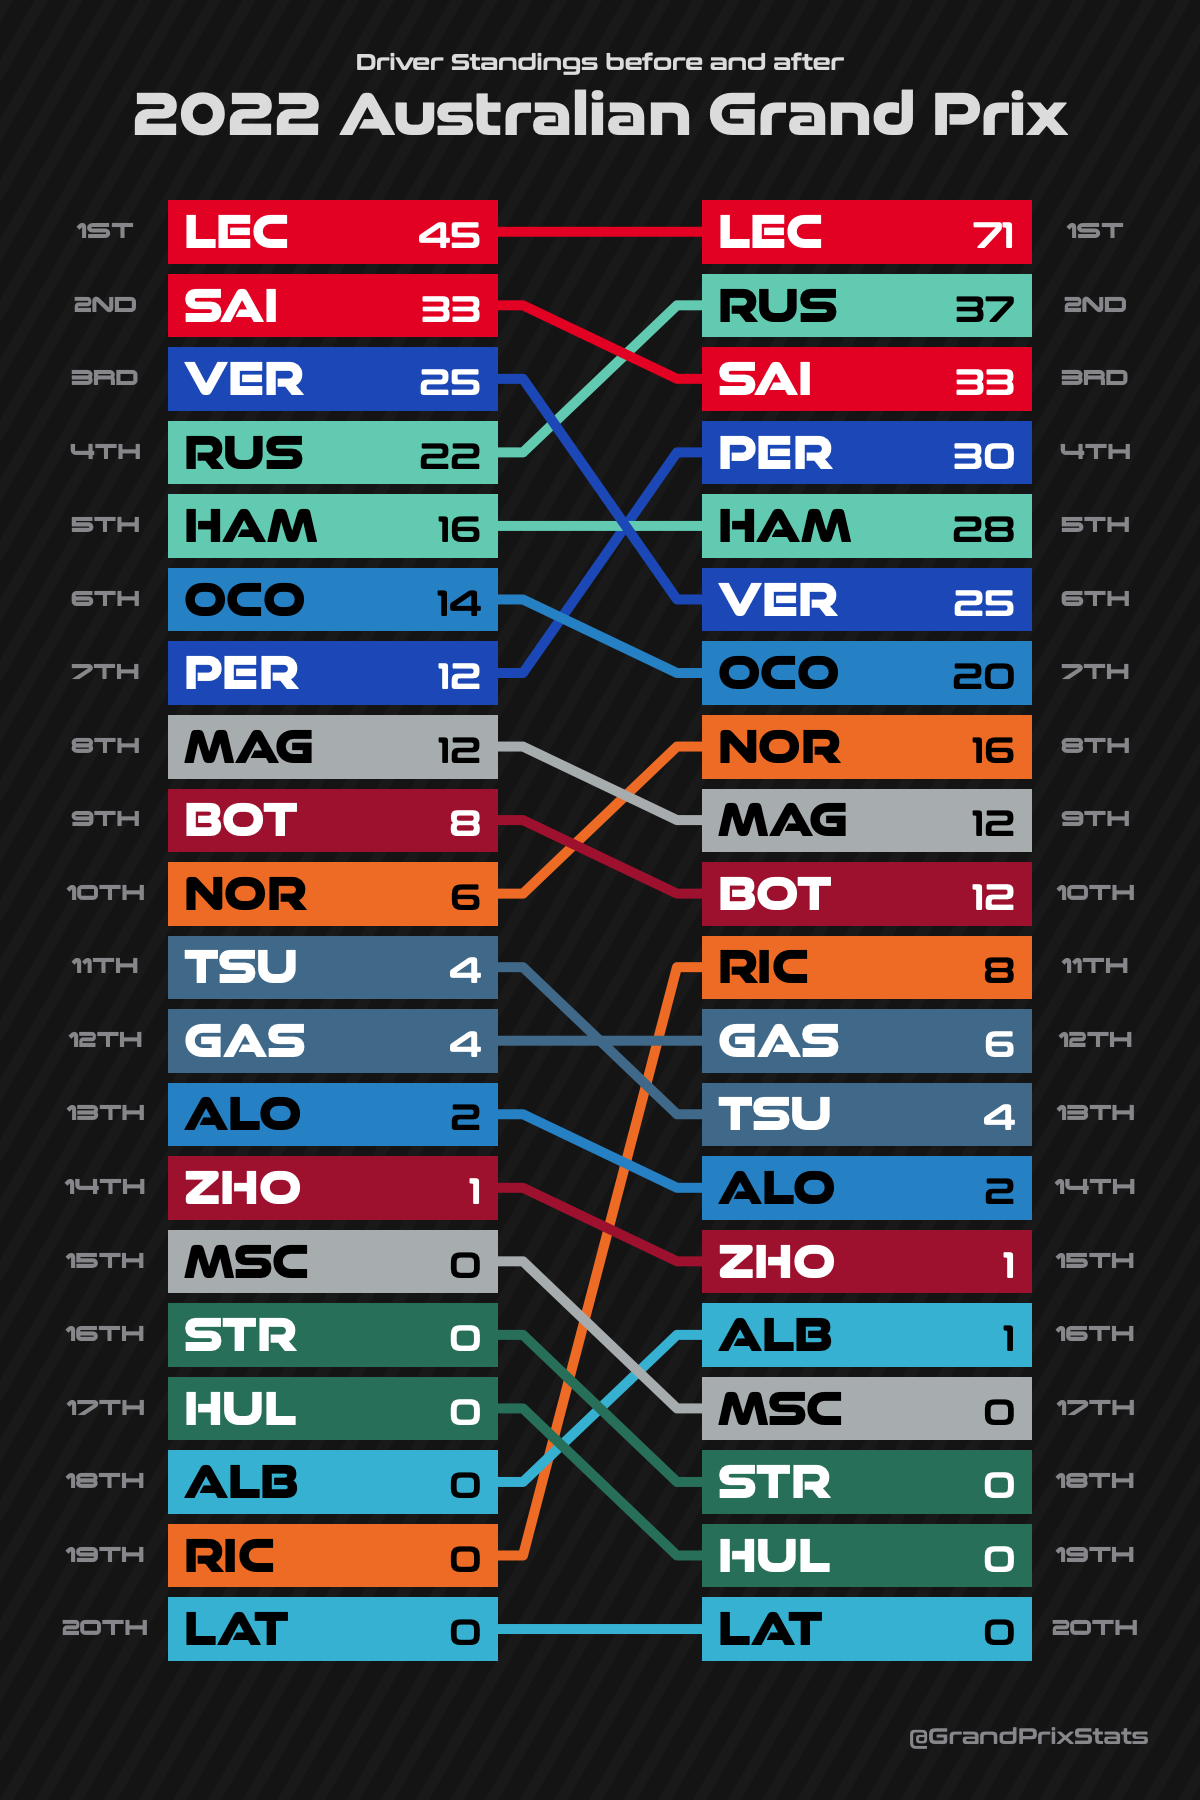 Driver Standings before and after
2022 Australian Grand Prix
1ST LEC 45 LEC 71 1ST
2ND SAI 33 RUS 37 2ND
3RD VER 25 SAI 33 3RD
4TH RUS 22 PER 30 4TH
5TH HAM 16 HAM 28 5TH
6TH OCO 14 VER 25 6TH
7TH PER 12 OCO 20 7TH
8TH MAG 12 NOR 16 8TH
9TH BOT 8 MAG 12 9TH
10TH NOR 6 BOT 12 10TH
11TH TSU 4 RIC 8 11TH
12TH GAS 4 GAS 6 12TH
13TH ALO 2 TSU 4 13TH
14TH ZHO 1 ALO 2 14TH
15TH MSC 0 ZHO 1 15TH
16TH STR 0 ALB 1 16TH
17TH HUL 0 MSC 0 17TH
18TH ALB 0 STR 0 18TH
19TH RIC 0 HUL 0 19TH
20TH LAT 0 LAT 0 20TH
@GrandPrixStats